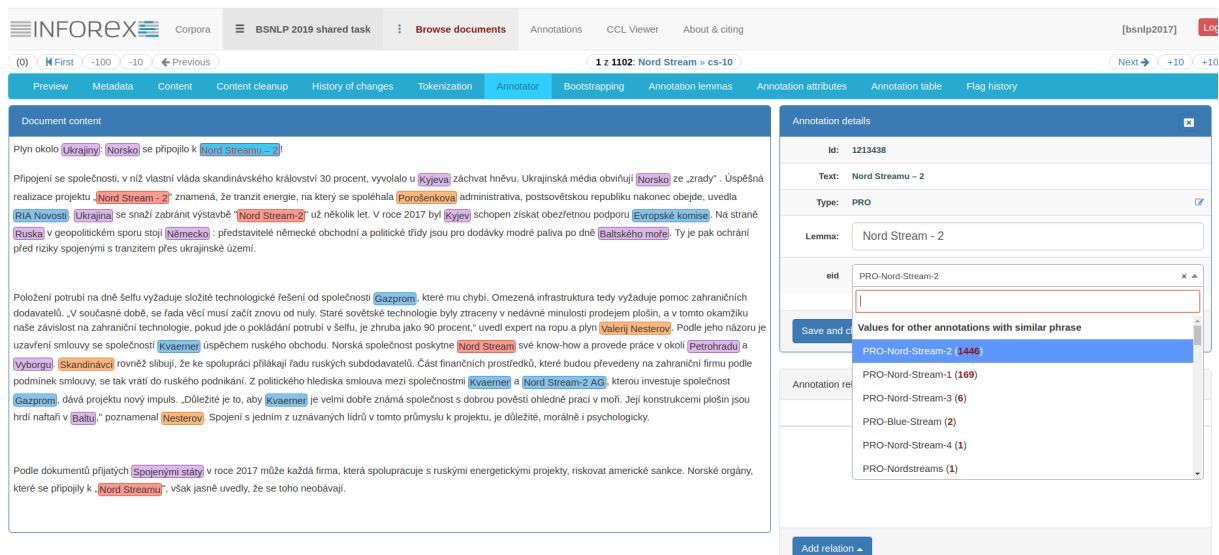 INFOREX Corpora ☰ BSNLP 2019 shared task ⋮ Browse documents Annotations CCL Viewer About & citing [bsnlp2017] Log
(0) First -100 -10 Previous 1 z 1102: Nord Stream » cs-10 Next +10 +10
Preview Metadata Content Content cleanup History of changes Tokenization Annotator Bootstrapping Annotation lemmas Annotation attributes Annotation table Flag history
Document content
Plyn okolo Ukrajiny: Norsko se připojilo k Nord Streamu – 2!
Připojení se společnosti, v níž vlastní vláda skandinávského království 30 procent, vyvolalo u Kyjeva záchvat hněvu. Ukrajinská média obviňují Norsko ze „zrady" . Úspěšná
realizace projektu „Nord Stream - 2" znamená, že tranzit energie, na který se spoléhala Porošenkova administrativa, postsovětskou republiku nakonec obejde, uvedla
RIA Novosti. Ukrajina se snaží zabránit výstavbě "Nord Stream-2" už několik let. V roce 2017 byl Kyjev schopen získat obezřetnou podporu Evropské komise. Na straně
Ruska v geopolitickém sporu stojí Německo : představitelé německé obchodní a politické třídy jsou pro dodávky modré paliva po dně Baltského moře. Ty je pak ochrání
před riziky spojenými s tranzitem přes ukrajinské území.
Položení potrubí na dně šelfu vyžaduje složité technologické řešení od společnosti Gazprom, které mu chybí. Omezená infrastruktura tedy vyžaduje pomoc zahraničních
dodavatelů. „V současné době, se řada věcí musí začít znovu od nuly. Staré sovětské technologie byly ztraceny v nedávné minulosti prodejem plošin, a v tomto okamžiku
naše závislost na zahraniční technologie, pokud jde o pokládání potrubí v šelfu, je zhruba jako 90 procent," uvedl expert na ropu a plyn Valerij Nesterov. Podle jeho názoru je
uzavření smlouvy se společností Kvaerner úspěchem ruského obchodu. Norská společnost poskytne Nord Stream své know-how a provede práce v okolí Petrohradu a
Vyborgu. Skandinávci rovněž slibují, že ke spolupráci přilákají řadu ruských subdodavatelů. Část finančních prostředků, které budou převedeny na zahraniční firmu podle
podmínek smlouvy, se tak vrátí do ruského podnikání. Z politického hlediska smlouva mezi společnostmi Kvaerner a Nord Stream-2 AG, kterou investuje společnost
Gazprom, dává projektu nový impuls. „Důležité je to, aby Kvaerner je velmi dobře známá společnost s dobrou pověstí ohledně prací v moři. Její konstrukcemi plošin jsou
hrdí naftaři v Baltu," poznamenal Nesterov. Spojení s jedním z uznávaných lídrů v tomto průmyslu k projektu, je důležité, morálně i psychologicky.
Podle dokumentů přijatých Spojenými státy v roce 2017 může každá firma, která spolupracuje s ruskými energetickými projekty, riskovat americké sankce. Norské orgány,
které se připojily k „Nord Streamu", však jasně uvedly, že se toho neobávají.
Annotation details
Id: 1213438
Text: Nord Streamu – 2
Type: PRO
Lemma: Nord Stream - 2
eid PRO-Nord-Stream-2
Values for other annotations with similar phrase
Save and cl
PRO-Nord-Stream-2 (1446)
PRO-Nord-Stream-1 (169)
Annotation rel
PRO-Nord-Stream-3 (6)
PRO-Blue-Stream (2)
PRO-Nord-Stream-4 (1)
PRO-Nordstreams (1)
Add relation